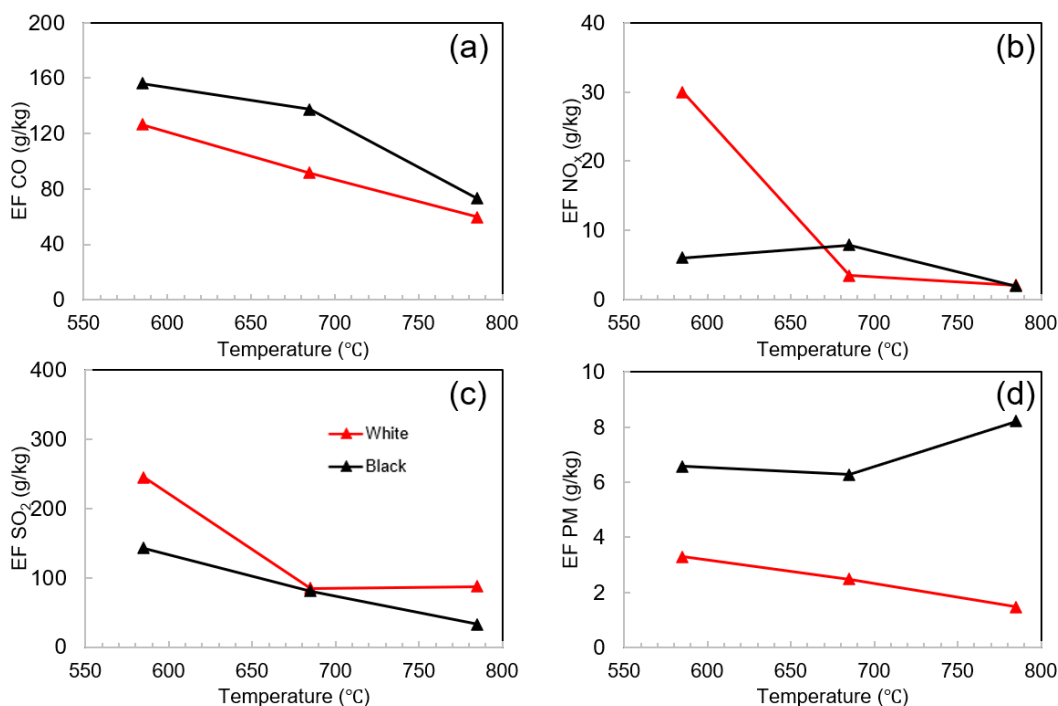 (a)
EF CO (g/kg)
200
160
120
80
40
0
550 600 650 700 750 800
Temperature (℃)
(b)
EF NOₓ (g/kg)
40
30
20
10
0
550 600 650 700 750 800
Temperature (℃)
(c)
EF SO₂ (g/kg)
400
300
200
100
0
White
Black
550 600 650 700 750 800
Temperature (℃)
(d)
EF PM (g/kg)
10
8
6
4
2
0
550 600 650 700 750 800
Temperature (℃)